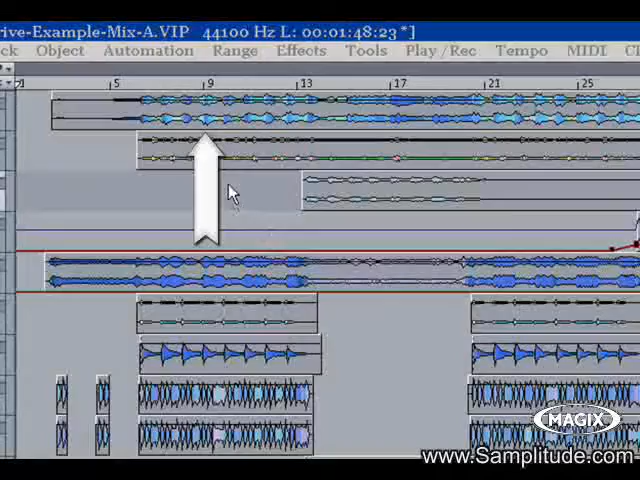 rive-Example-Mix-A.VIP 44100 Hz L: 00:01:48:23 *]
ck Object Automation Range Effects Tools Play/Rec Tempo MIDI Cl
5 9 13 17 21 25
MAGIX
www.Samplitude.com